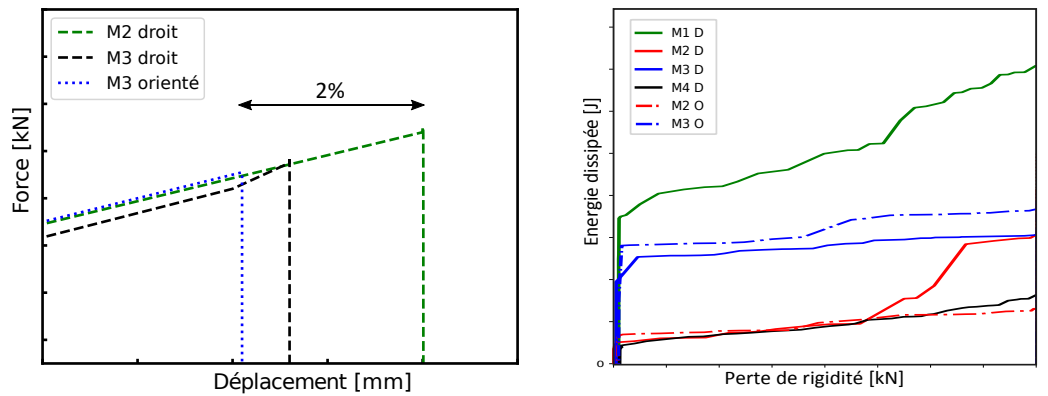 M2 droit
M3 droit
M3 orienté
2%
Force [kN]
Déplacement [mm]
M1 D
M2 D
M3 D
M4 D
M2 O
M3 O
Energie dissipée [J]
0
Perte de rigidité [kN]